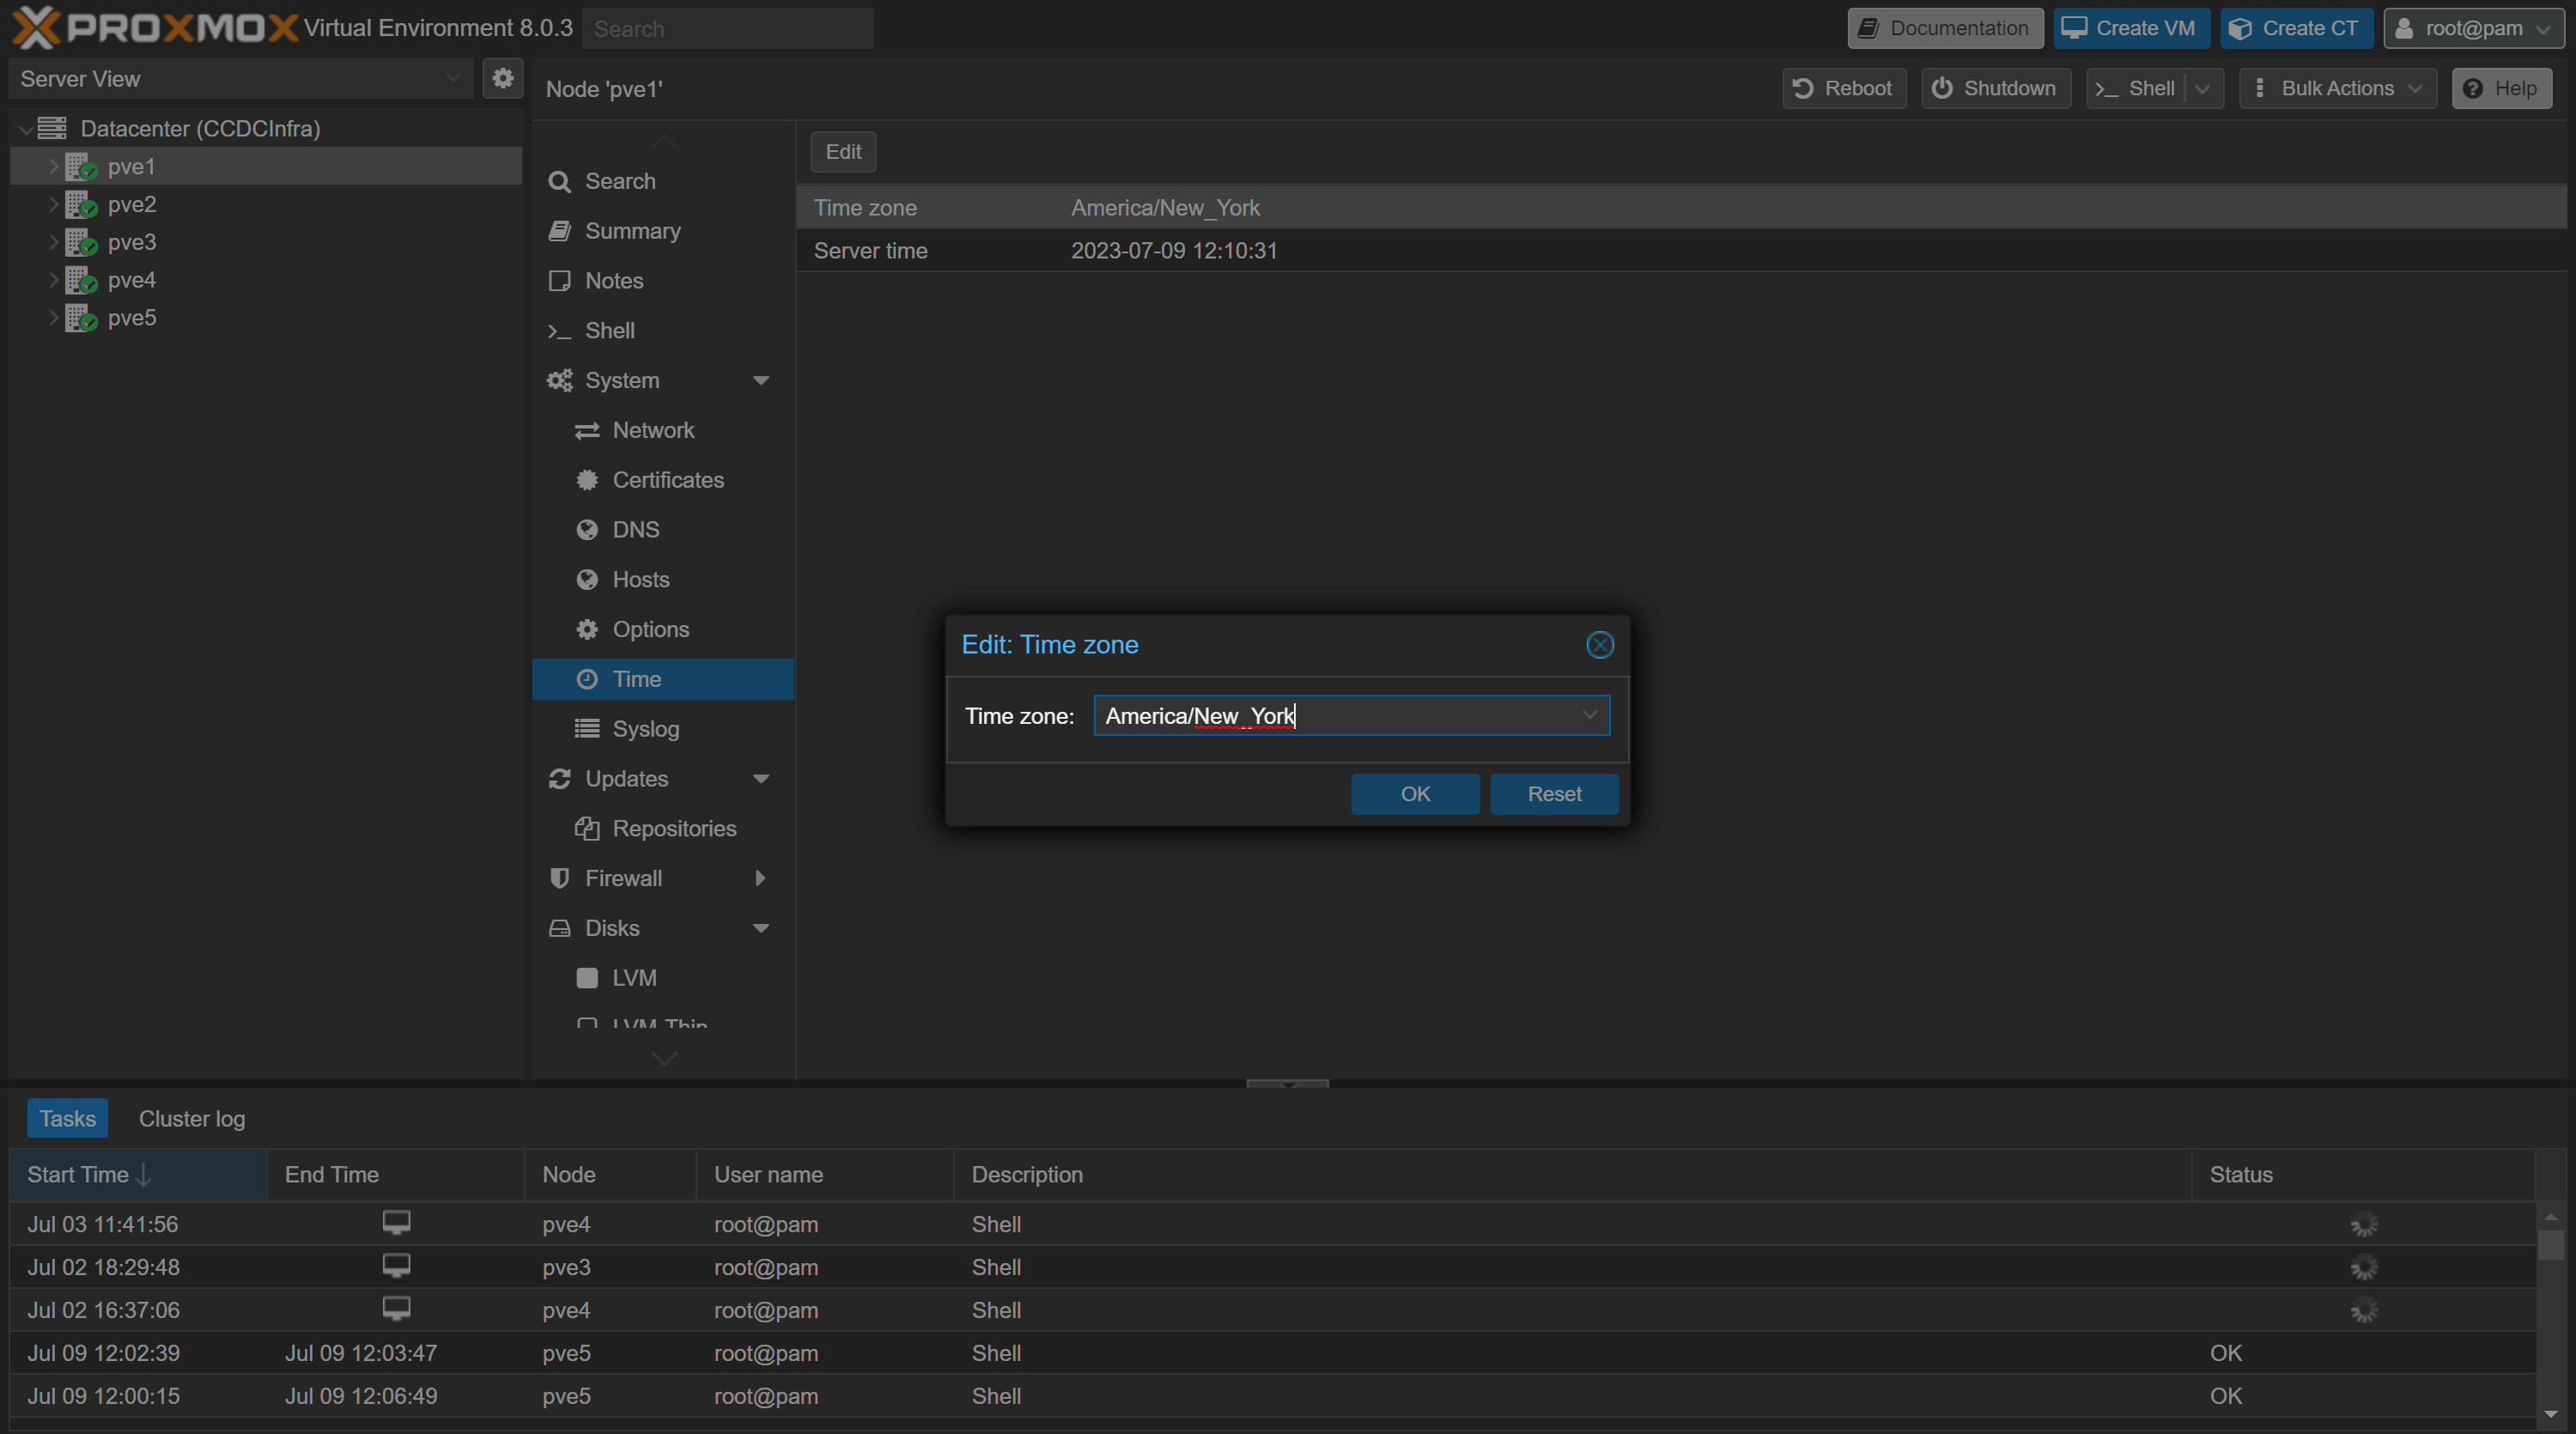 PROXMOX Virtual Environment 8.0.3 Search Documentation Create VM Create CT root@pam
Server View
Node 'pve1' Reboot Shutdown Shell Bulk Actions Help
Datacenter (CCDCInfra)
pve1
pve2
pve3
pve4
pve5
Search
Summary
Notes
Shell
System
Network
Certificates
DNS
Hosts
Options
Time
Syslog
Updates
Repositories
Firewall
Disks
LVM
LVM-Thin
Edit
Time zone America/New_York
Server time 2023-07-09 12:10:31
Edit: Time zone
Time zone: America/New_York
OK Reset
Tasks Cluster log
Start Time End Time Node User name Description Status
Jul 03 11:41:56 pve4 root@pam Shell
Jul 02 18:29:48 pve3 root@pam Shell
Jul 02 16:37:06 pve4 root@pam Shell
Jul 09 12:02:39 Jul 09 12:03:47 pve5 root@pam Shell OK
Jul 09 12:00:15 Jul 09 12:06:49 pve5 root@pam Shell OK